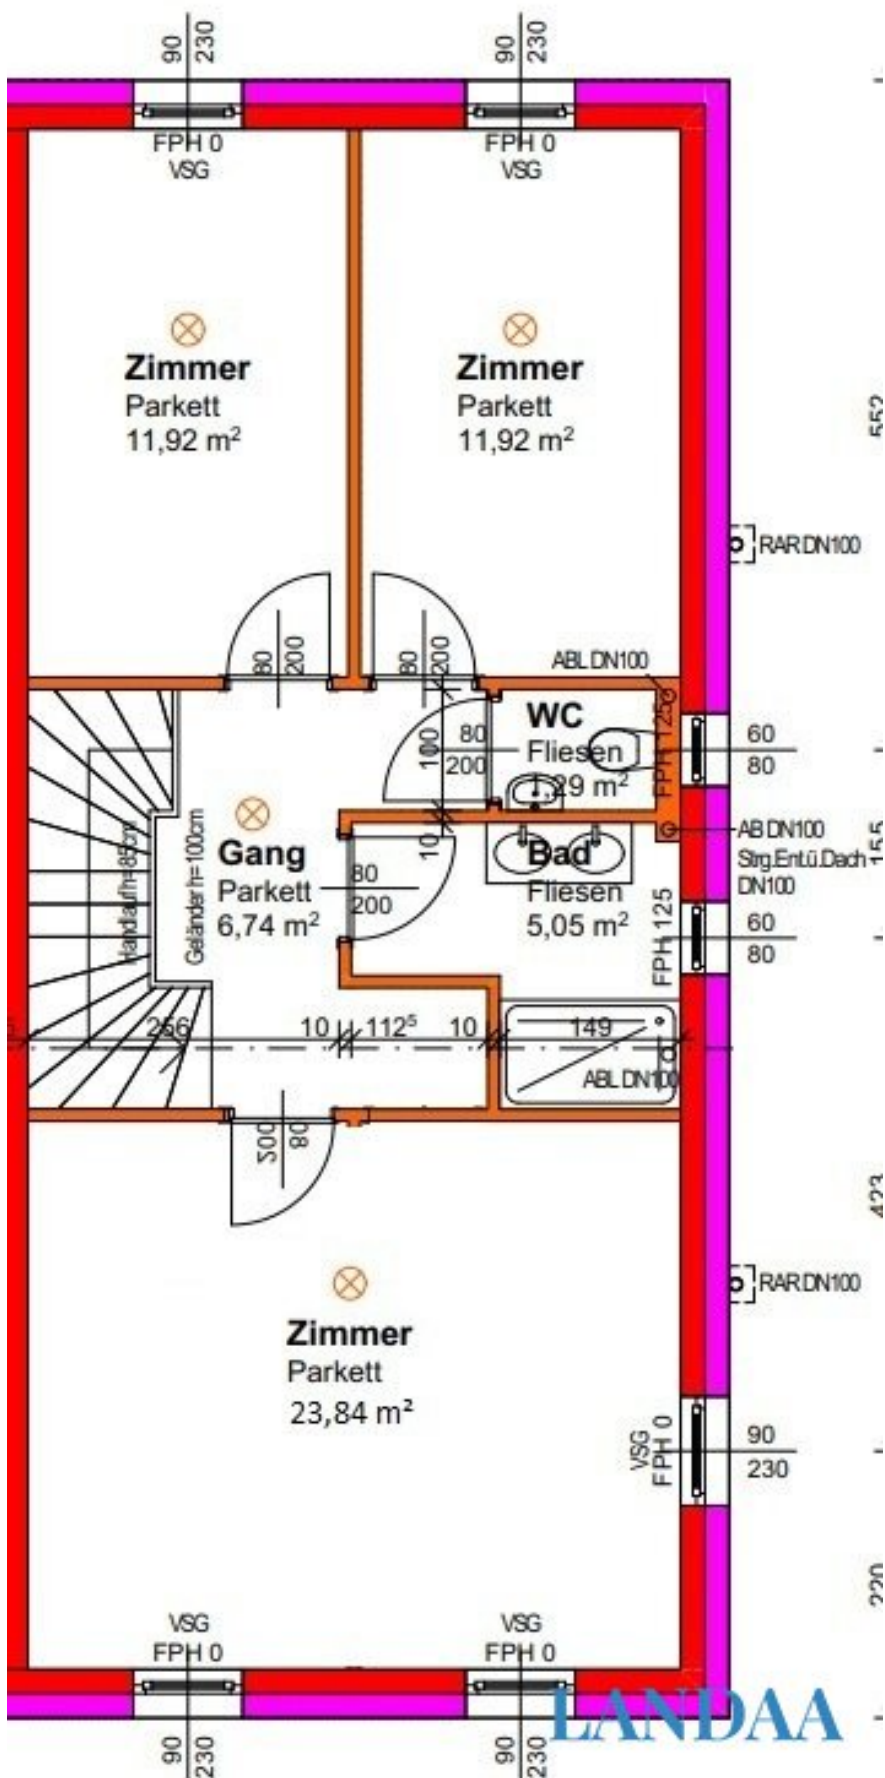 90
230
90
230
FPH 0
VSG
FPH 0
VSG
Zimmer
Parkett
11,92 m²
Zimmer
Parkett
11,92 m²
552
RAR DN100
80
200
80
200
ABL DN100
WC
Fliesen
1,29 m²
80
200
100
FPH 125
60
80
10
AB DN100
Strg.Entlü.Dach
DN100
155
Handlauf h=85cm
Geländer h=100cm
Gang
Parkett
6,74 m²
80
200
Bad
Fliesen
5,05 m²
FPH 125
60
80
256
10
112⁵
10
149
ABL DN100
200
80
423
Zimmer
Parkett
23,84 m²
RAR DN100
VSG
FPH 0
90
230
220
VSG
FPH 0
VSG
FPH 0
90
230
90
230
LANDAA